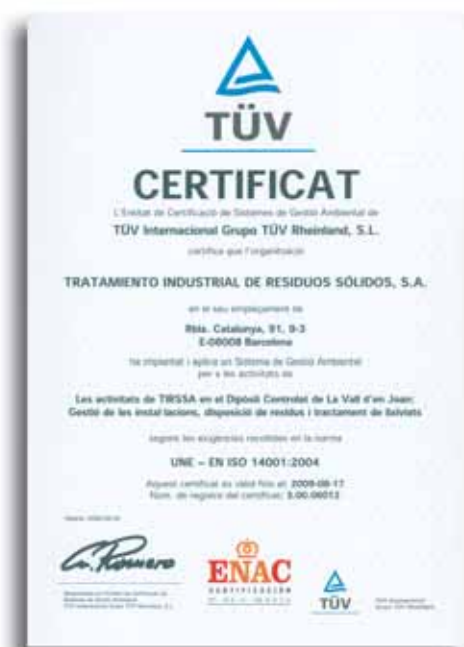 TÜV
CERTIFICAT
L'Entitat de Certificació de Sistemes de Gestió Ambiental de
TÜV Internacional Grupo TÜV Rheinland, S.L.
certifica que l'organització
TRATAMIENTO INDUSTRIAL DE RESIDUOS SÓLIDOS, S.A.
en el seu emplaçament de
Rbla. Catalunya, 91, 9-3
E-08008 Barcelona
ha implantat i aplica un Sistema de Gestió Ambiental
per a les activitats de
Les activitats de TIRSSA en el Dipòsit Controlat de La Vall d'en Joan:
Gestió de les instal·lacions, disposició de residus i tractament de lixiviats
segons les exigències recollides en la norma
UNE – EN ISO 14001:2004
Aquest certificat és vàlid fins al: 2009-08-17
Núm. de registre del certificat: 3.00.06013
ENAC
CERTIFICACIÓN
TÜV